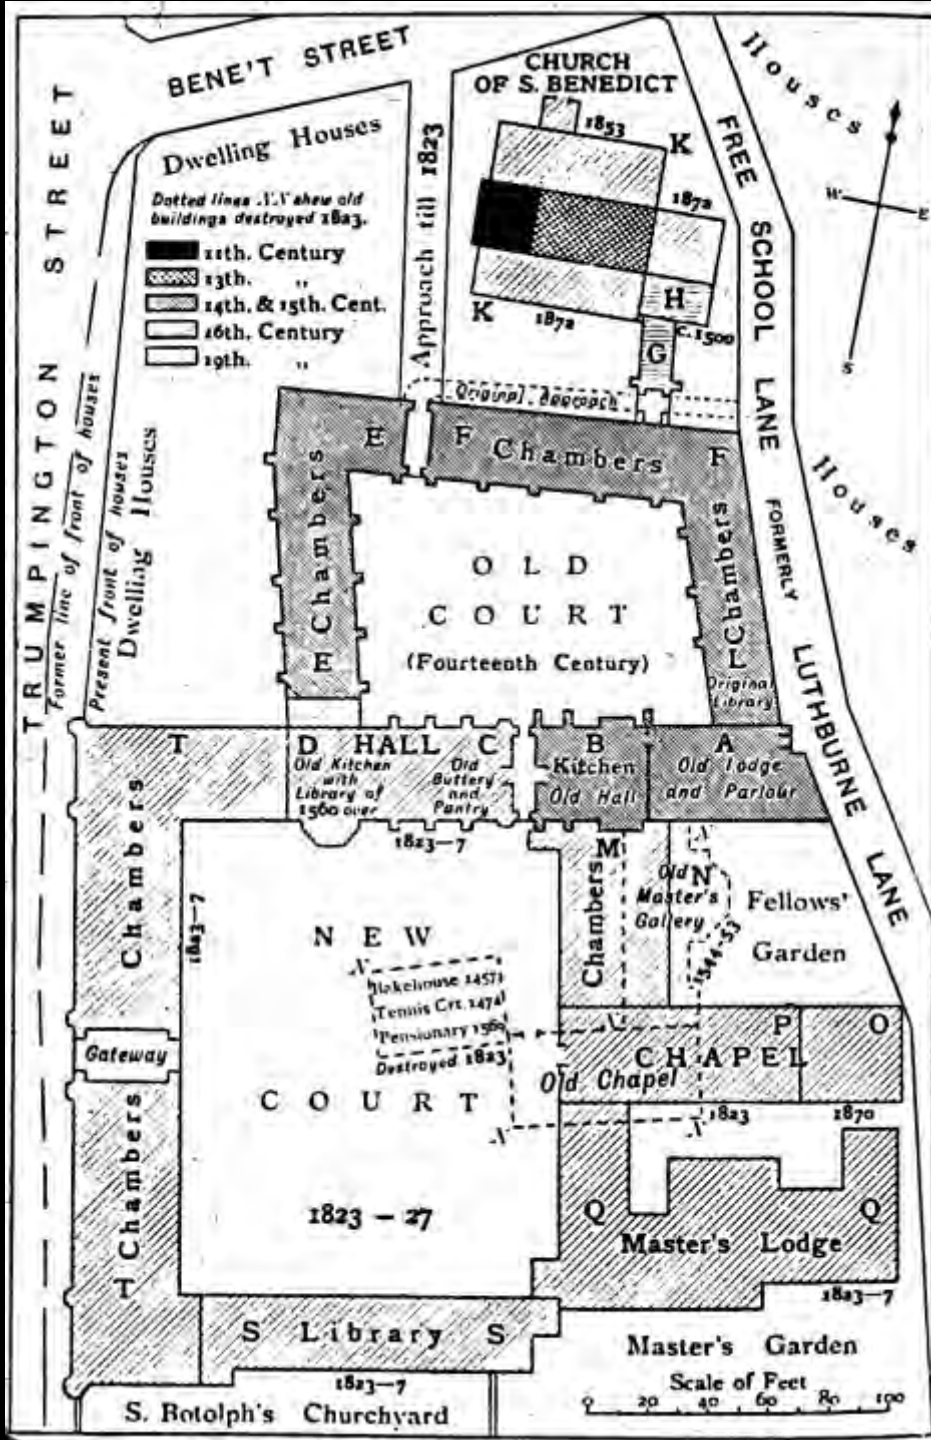 BENE'T STREET
TRUMPINGTON STREET
Former line of front of houses
Present front of houses
Dwelling Houses
Dwelling Houses
Dotted lines .N.N shew old
buildings destroyed 1823.
11th. Century
13th. „
14th. & 15th. Cent.
16th. Century
19th. „
Approach till 1823
CHURCH
OF S. BENEDICT
1853
K
1872
H
K
1872
c. 1500
G
Original Approach
FREE SCHOOL LANE FORMERLY LUTHBURNE LANE
Houses
W
E
S
Houses
E
F Chambers F
Chambers
E
Chambers
L
Original
Library
OLD
COURT
(Fourteenth Century)
T
D HALL C
B
A
Old Kitchen
with
Library of
1560 over
Old
Buttery
and
Pantry
Kitchen
Old Hall
Old Lodge
and Parlour
1823-7
Chambers
1823-7
M
Chambers
N
Old
Master's
Gallery
1544-53
Fellows'
Garden
NEW
COURT
N
Bakehouse 1457
Tennis Crt. 1474
Pensionary 1569
Destroyed 1823
1823 - 27
N
N
N
N
Gateway
P
O
CHAPEL
Old Chapel
1823
1870
T Chambers
Q
Q
Master's Lodge
1823-7
S Library S
1823-7
Master's Garden
Scale of Feet
0 20 40 60 80 100
S. Botolph's Churchyard